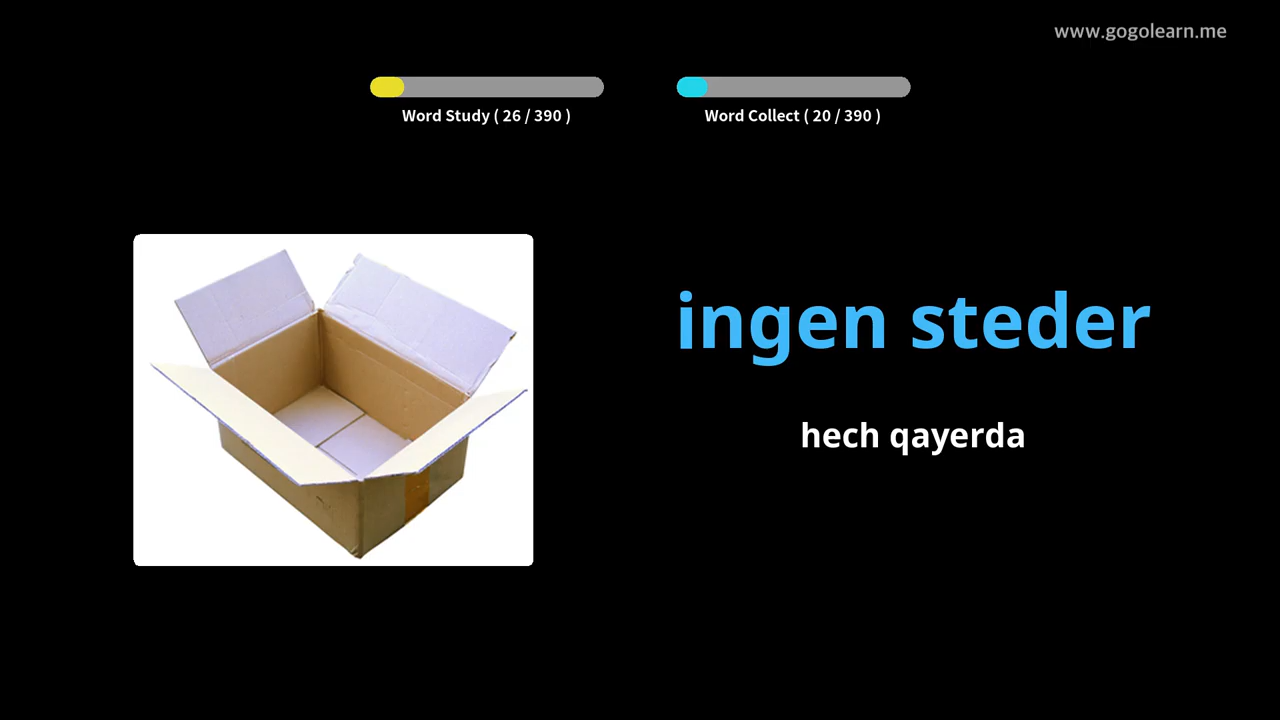 www.gogolearn.me
Word Study ( 26 / 390 )
Word Collect ( 20 / 390 )
ingen steder
hech qayerda